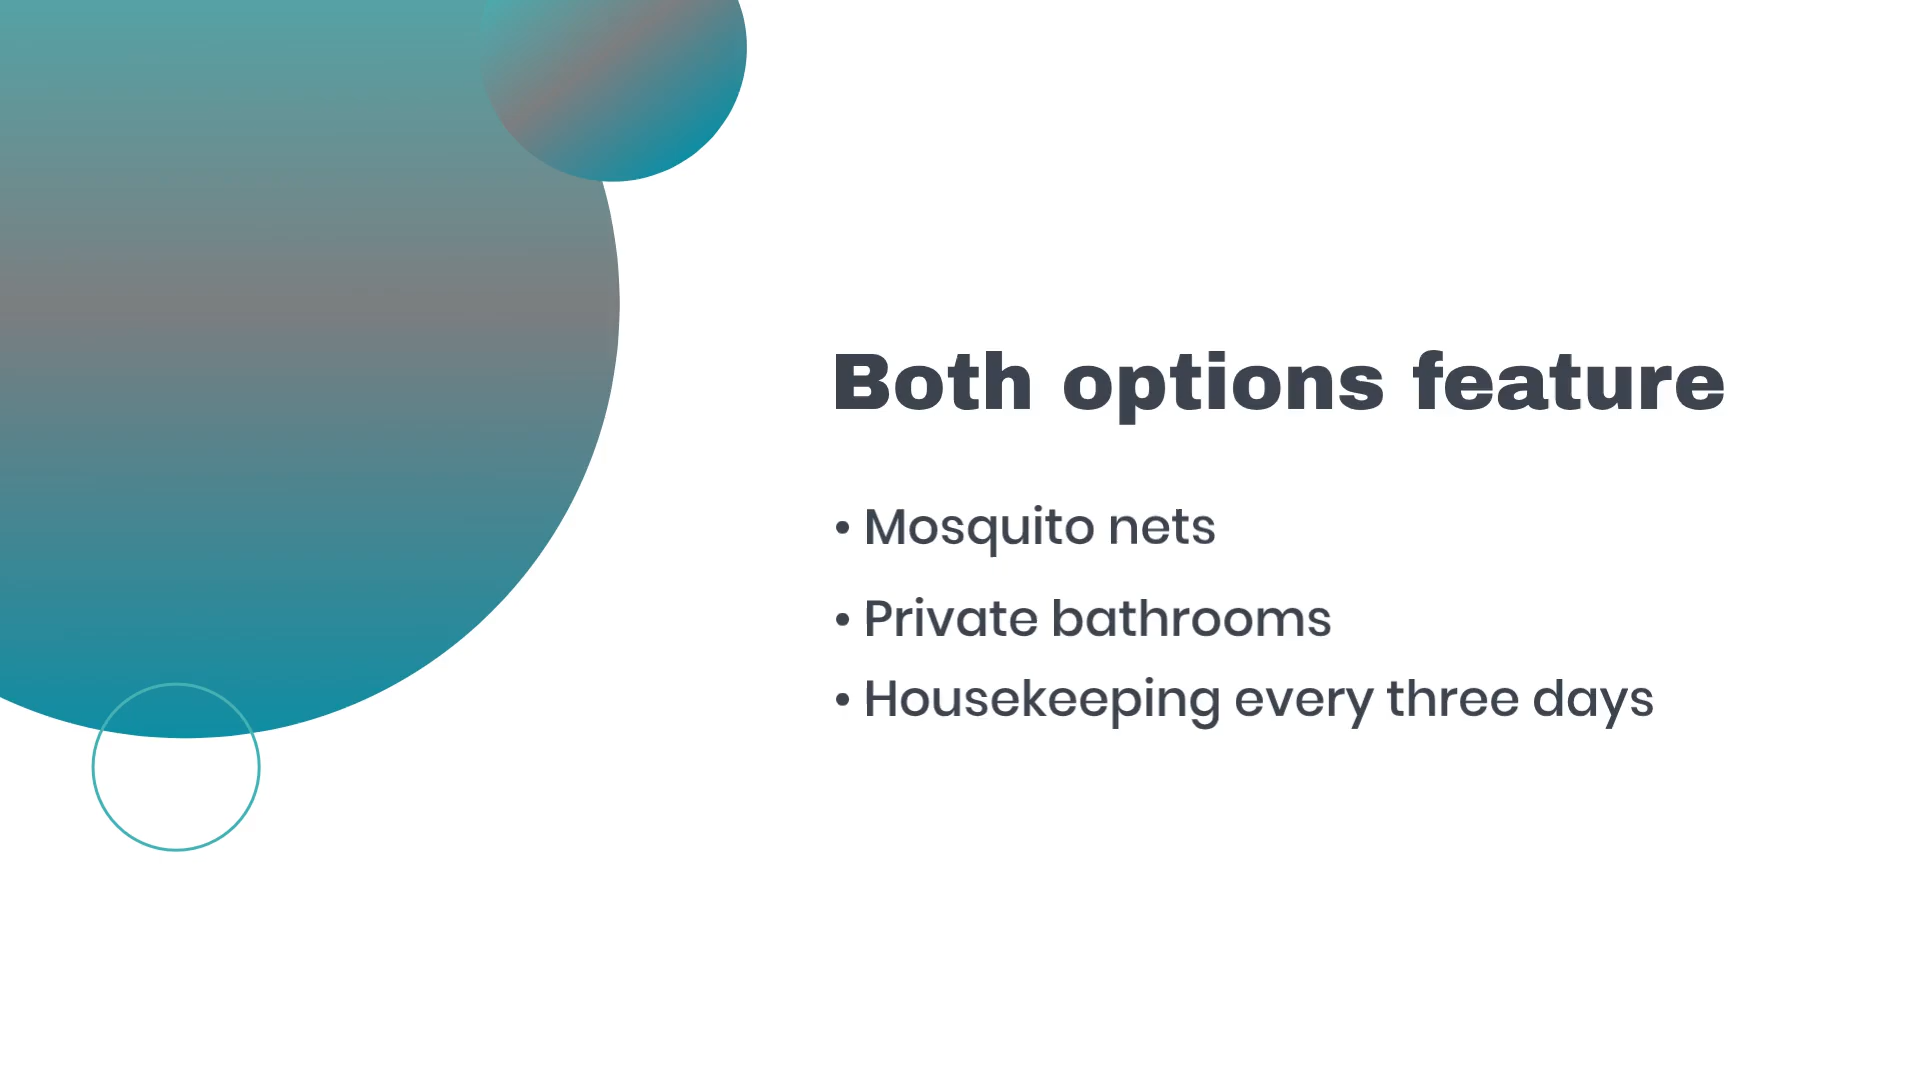 Both options feature
• Mosquito nets
• Private bathrooms
• Housekeeping every three days